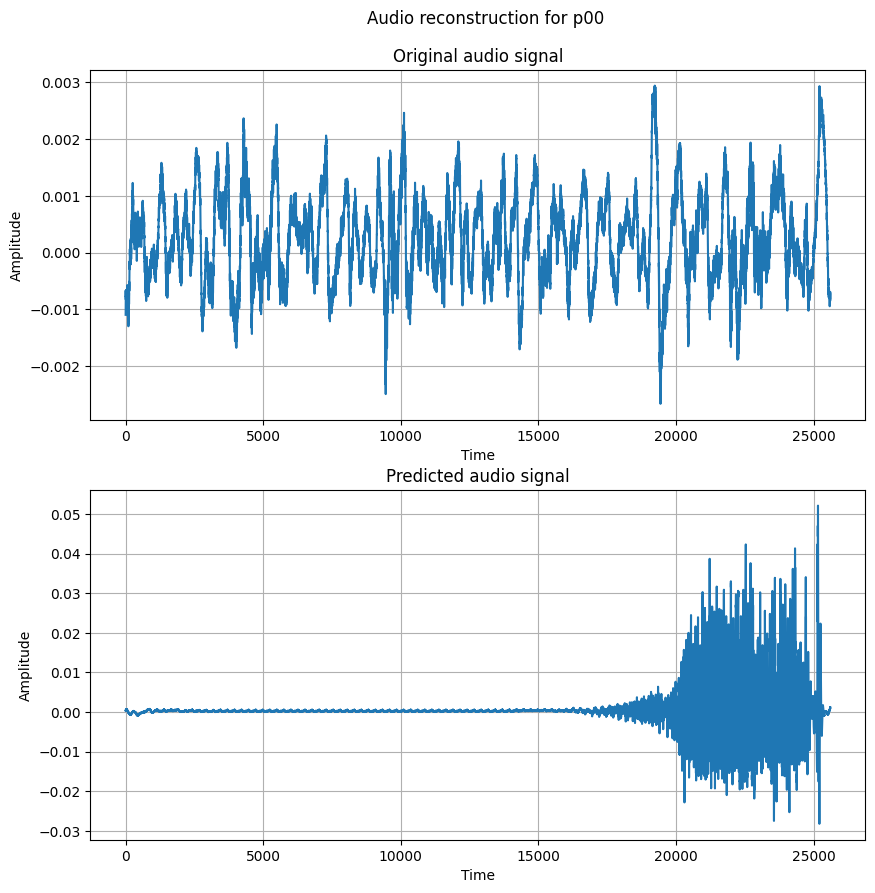 Audio reconstruction for p00
Original audio signal
0.003
0.002
0.001
0.000
−0.001
−0.002
Amplitude
0 5000 10000 15000 20000 25000
Time
Predicted audio signal
0.05
0.04
0.03
0.02
0.01
0.00
−0.01
−0.02
−0.03
Amplitude
0 5000 10000 15000 20000 25000
Time